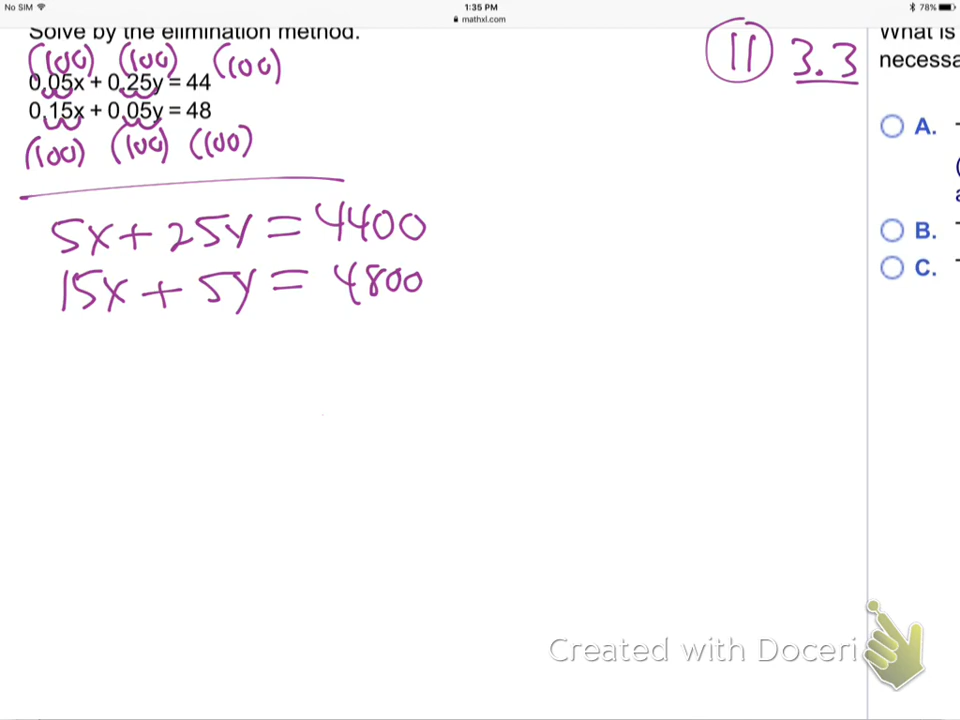 No SIM 1:35 PM 78%
mathxl.com
Solve by the elimination method.
(100) (100) (100)
0.05x + 0.25y = 44
0.15x + 0.05y = 48
(100) (100) (100)
5x + 25y = 4400
15x + 5y = 4800
11 3.3
What is
necessa
A.
B.
C.
Created with Doceri